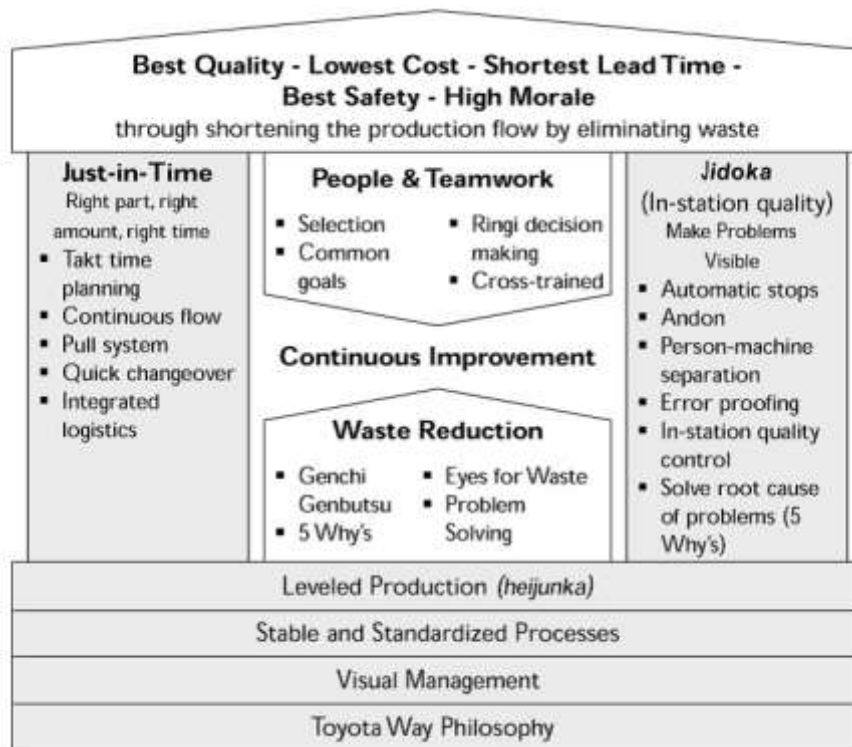 Best Quality - Lowest Cost - Shortest Lead Time -
Best Safety - High Morale
through shortening the production flow by eliminating waste
Just-in-Time
Right part, right
amount, right time
▪ Takt time
planning
▪ Continuous flow
▪ Pull system
▪ Quick changeover
▪ Integrated
logistics
People & Teamwork
▪ Selection
▪ Common
goals
▪ Ringi decision
making
▪ Cross-trained
Continuous Improvement
Waste Reduction
▪ Genchi
Genbutsu
▪ 5 Why's
▪ Eyes for Waste
▪ Problem
Solving
Jidoka
(In-station quality)
Make Problems
Visible
▪ Automatic stops
▪ Andon
▪ Person-machine
separation
▪ Error proofing
▪ In-station quality
control
▪ Solve root cause
of problems (5
Why's)
Leveled Production (heijunka)
Stable and Standardized Processes
Visual Management
Toyota Way Philosophy